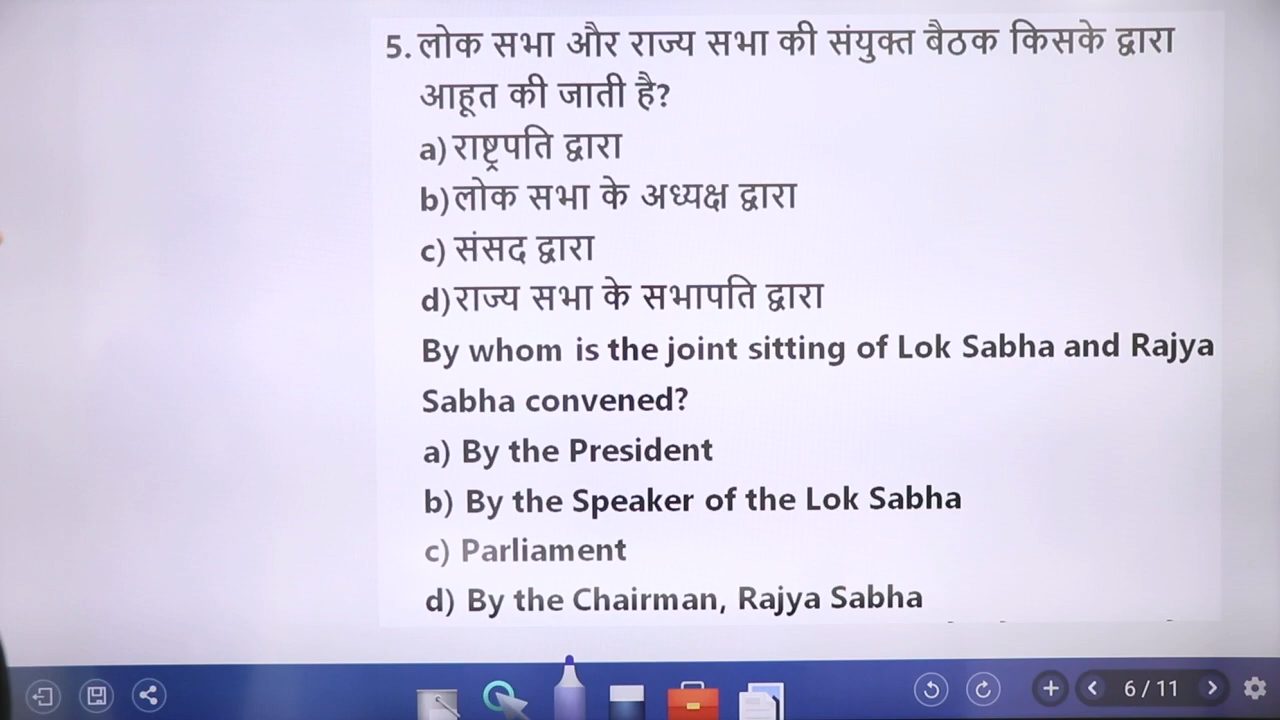 5. लोक सभा और राज्य सभा की संयुक्त बैठक किसके द्वारा
आहूत की जाती है?
a) राष्ट्रपति द्वारा
b) लोक सभा के अध्यक्ष द्वारा
c) संसद द्वारा
d) राज्य सभा के सभापति द्वारा
By whom is the joint sitting of Lok Sabha and Rajya
Sabha convened?
a) By the President
b) By the Speaker of the Lok Sabha
c) Parliament
d) By the Chairman, Rajya Sabha
6 / 11